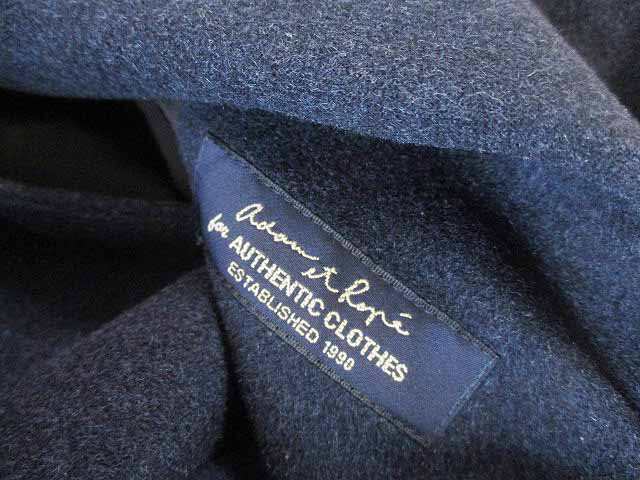 Adam et Ropé
for AUTHENTIC CLOTHES
ESTABLISHED 1990